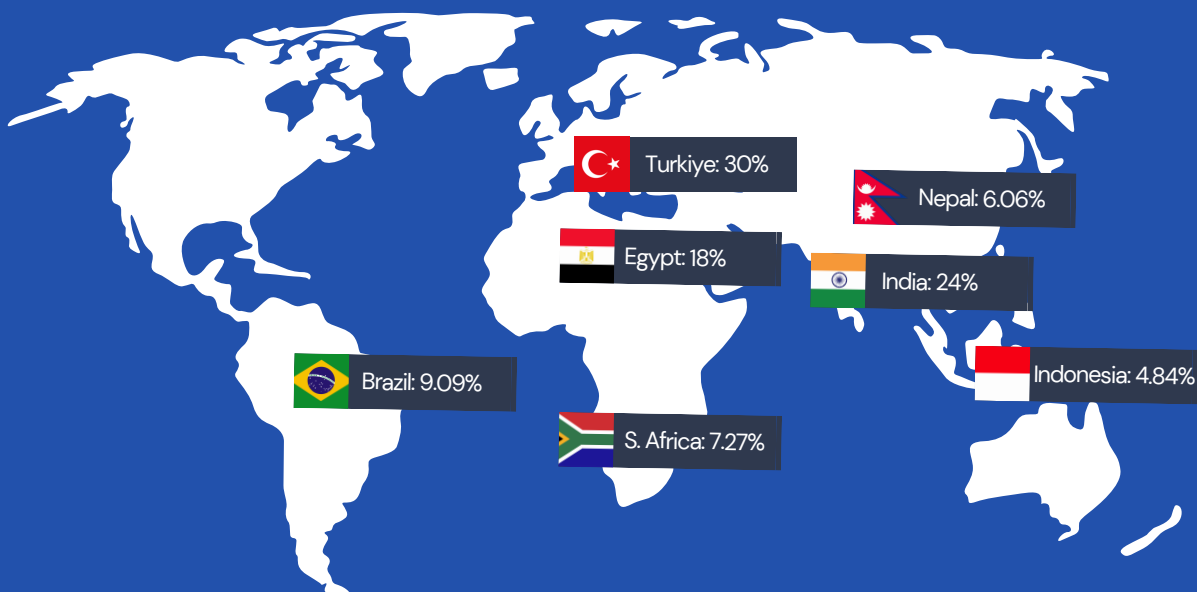 Turkiye: 30%
Nepal: 6.06%
Egypt: 18%
India: 24%
Brazil: 9.09%
Indonesia: 4.84%
S. Africa: 7.27%